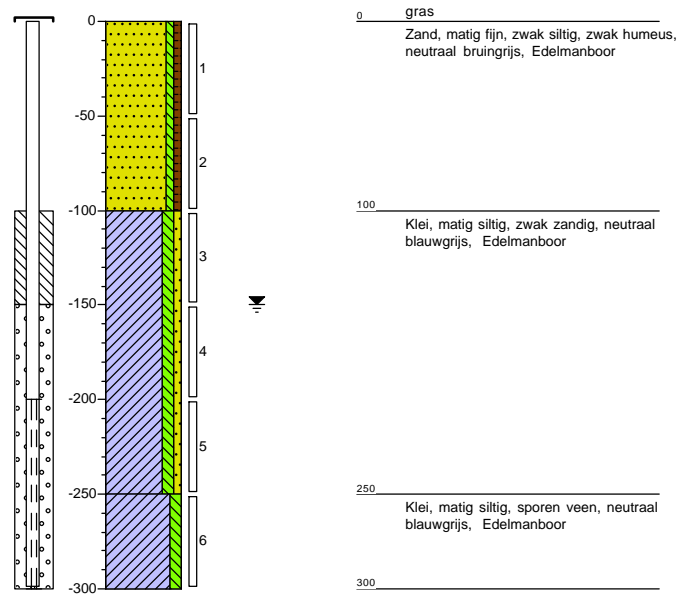 0
-50
-100
-150
-200
-250
-300
1
2
3
4
5
6
0
gras
Zand, matig fijn, zwak siltig, zwak humeus,
neutraal bruingrijs, Edelmanboor
100
Klei, matig siltig, zwak zandig, neutraal
blauwgrijs, Edelmanboor
250
Klei, matig siltig, sporen veen, neutraal
blauwgrijs, Edelmanboor
300